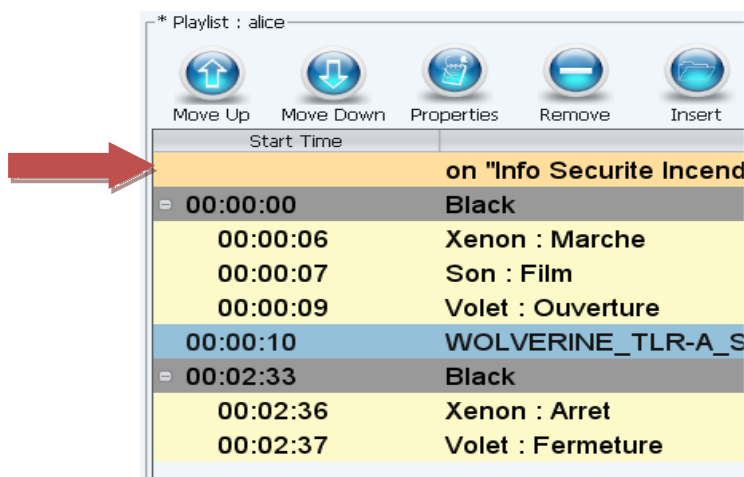 * Playlist : alice
Move Up Move Down Properties Remove Insert
Start Time
on "Info Securite Incend
00:00:00 Black
00:00:06 Xenon : Marche
00:00:07 Son : Film
00:00:09 Volet : Ouverture
00:00:10 WOLVERINE_TLR-A_S
00:02:33 Black
00:02:36 Xenon : Arret
00:02:37 Volet : Fermeture